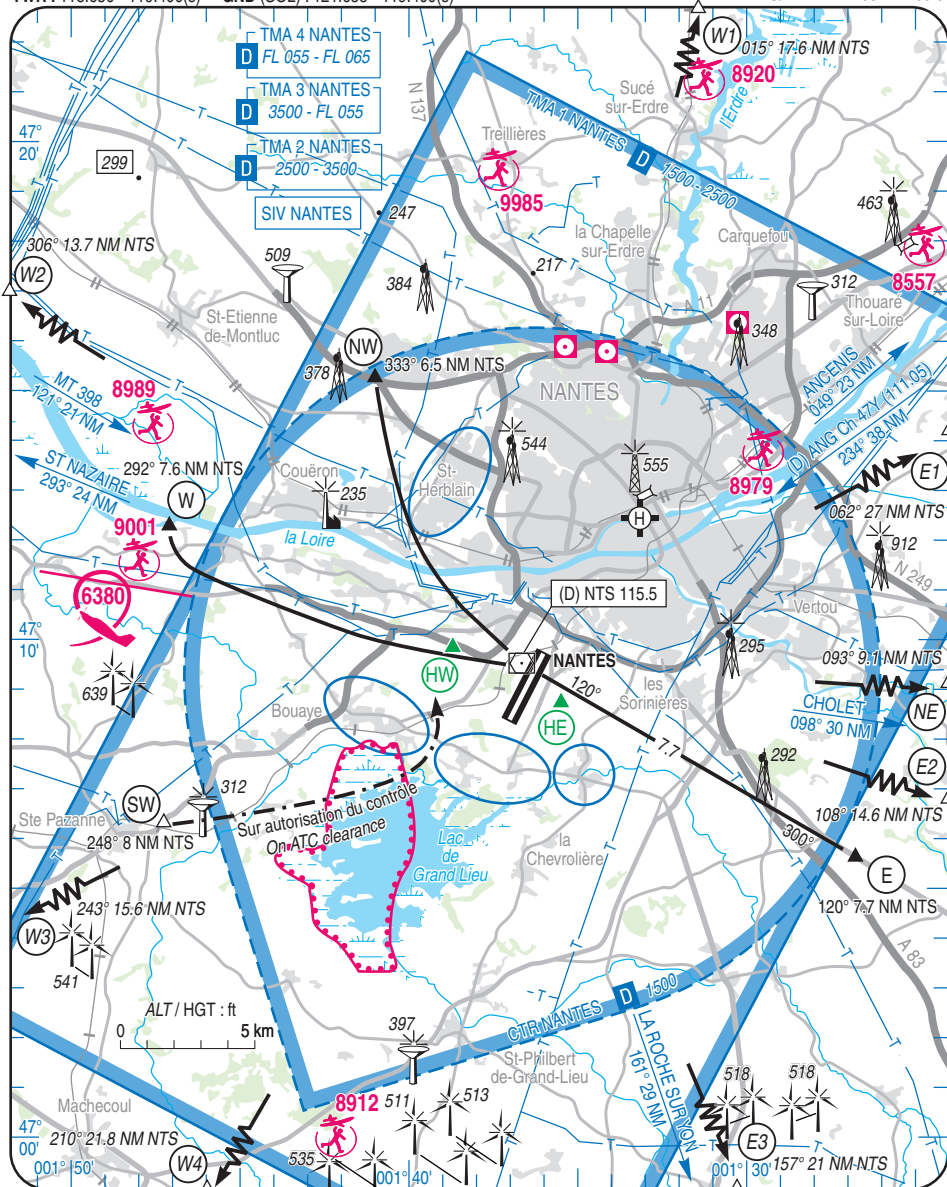 TMA 4 NANTES
D FL 055 - FL 065
TMA 3 NANTES
D 3500 - FL 055
TMA 2 NANTES
D 2500 - 3500
SIV NANTES
N 137
W1
015° 17.6 NM NTS
8920
Sucé
sur-Erdre
l'Erdre
47°
20'
299
Treillières
9985
TMA 1 NANTES D 1500 - 2500
463
247
la Chapelle
sur-Erdre
Carquefou
8557
306° 13.7 NM NTS
W2
509
384
217
312
A 11
Thouaré
sur-Loire
St-Etienne
de-Montluc
348
NW
333° 6.5 NM NTS
378
NANTES
ANCENIS
049° 23 NM
MT 398
121° 21 NM
8989
(D) ANG Ch 47Y (111.05)
234° 38 NM
544
555
8979
ST NAZAIRE
293° 24 NM
292° 7.6 NM NTS
W
Couëron
St-
Herblain
235
E1
062° 27 NM NTS
9001
la Loire
H
912
N 249
6380
(D) NTS 115.5
Vertou
47°
10'
HW
NANTES
295
093° 9.1 NM NTS
639
120°
HE
les
Sorinières
CHOLET
098° 30 NM
NE
Bouaye
7.7
292
E2
SW
312
Sur autorisation du contrôle
On ATC clearance
108° 14.6 NM NTS
Ste Pazanne
248° 8 NM NTS
Lac
de
Grand Lieu
la
Chevrolière
300°
E
120° 7.7 NM NTS
243° 15.6 NM NTS
W3
541
A 83
ALT / HGT : ft
0 5 km
CTR NANTES D 1500
397
St-Philbert
de-Grand-Lieu
LA ROCHE SUR YON
161° 29 NM
Machecoul
8912
511
513
518
518
47°
00'
210° 21.8 NM NTS
W4
535
E3
157° 21 NM NTS
001° 50'
001° 40'
001° 30'